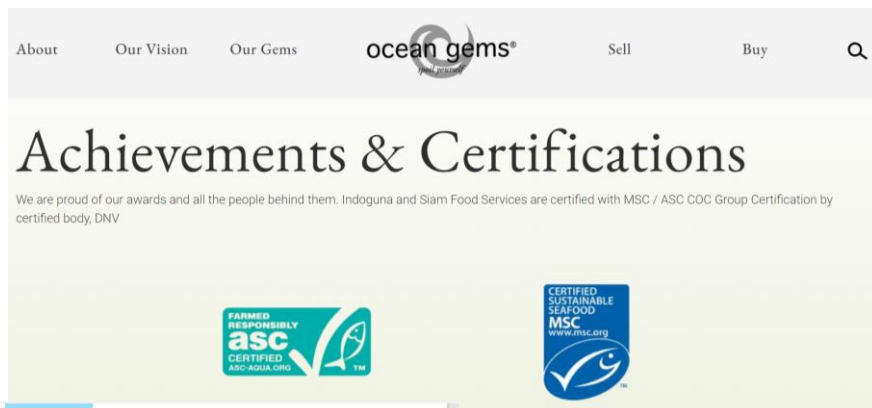 About Our Vision Our Gems ocean gems® Sell Buy
spoil yourself
Achievements & Certifications
We are proud of our awards and all the people behind them. Indoguna and Siam Food Services are certified with MSC / ASC COC Group Certification by
certified body, DNV
FARMED
RESPONSIBLY
asc
CERTIFIED
ASC-AQUA.ORG
TM
CERTIFIED
SUSTAINABLE
SEAFOOD
MSC
www.msc.org
TM